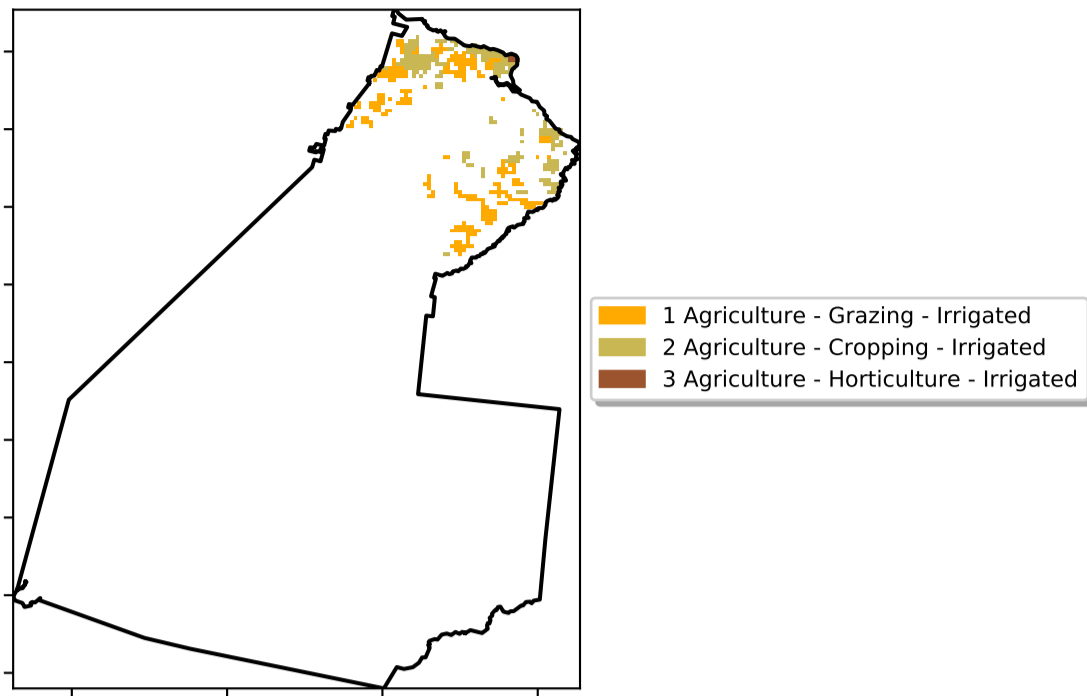 1 Agriculture - Grazing - Irrigated
2 Agriculture - Cropping - Irrigated
3 Agriculture - Horticulture - Irrigated